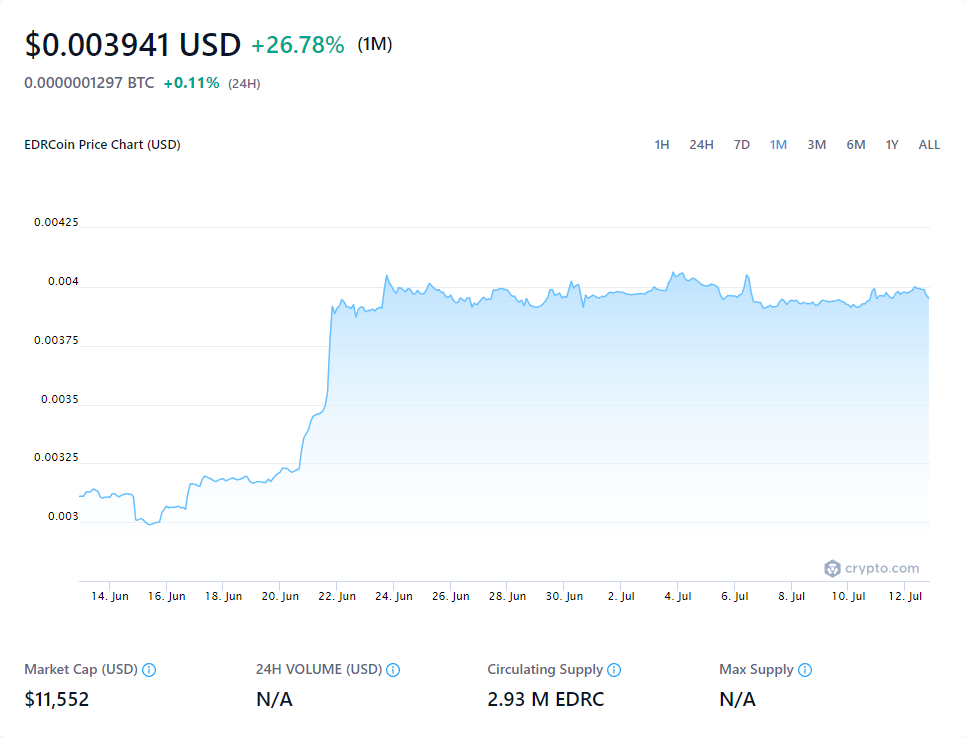 $0.003941 USD +26.78% (1M)
0.0000001297 BTC +0.11% (24H)
EDRCoin Price Chart (USD) 1H 24H 7D 1M 3M 6M 1Y ALL
0.00425
0.004
0.00375
0.0035
0.00325
0.003
crypto.com
14. Jun 16. Jun 18. Jun 20. Jun 22. Jun 24. Jun 26. Jun 28. Jun 30. Jun 2. Jul 4. Jul 6. Jul 8. Jul 10. Jul 12. Jul
Market Cap (USD) 24H VOLUME (USD) Circulating Supply Max Supply
$11,552 N/A 2.93 M EDRC N/A